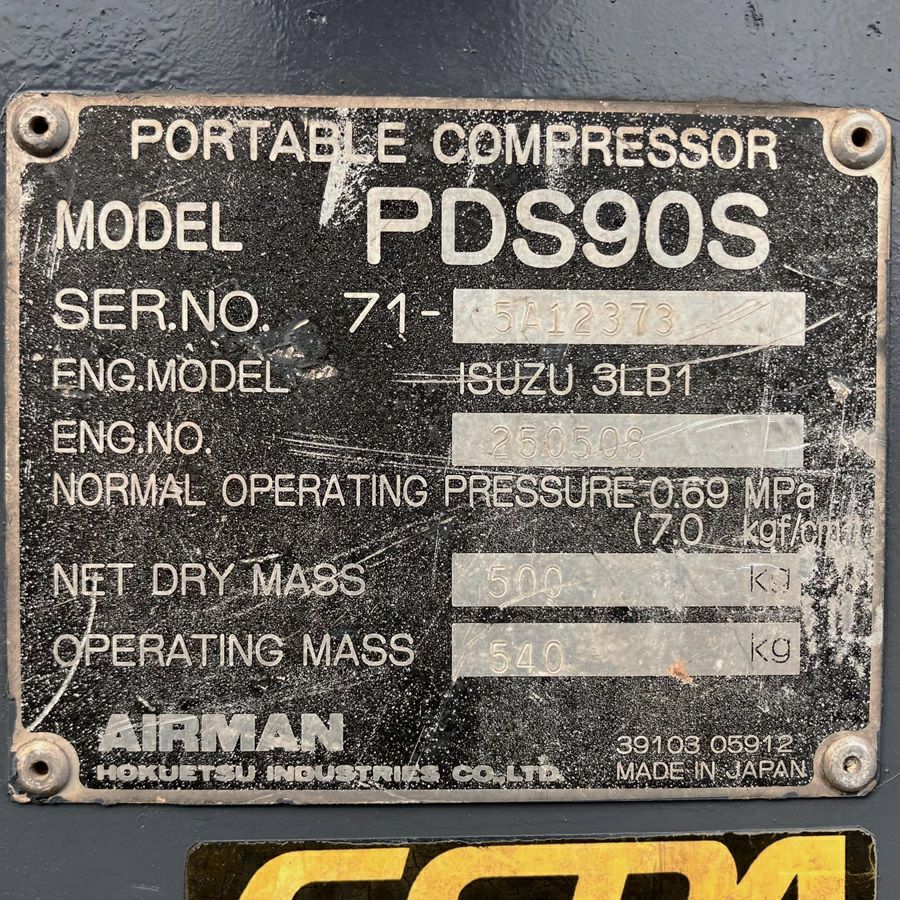 PORTABLE COMPRESSOR
MODEL PDS90S
SER.NO. 71- 5A12373
ENG.MODEL ISUZU 3LB1
ENG.NO. 250508
NORMAL OPERATING PRESSURE 0.69 MPa
(7.0 kgf/cm²
NET DRY MASS 500 kg
OPERATING MASS 540 kg
AIRMAN
HOKUETSU INDUSTRIES CO.,LTD.
39103 05912
MADE IN JAPAN